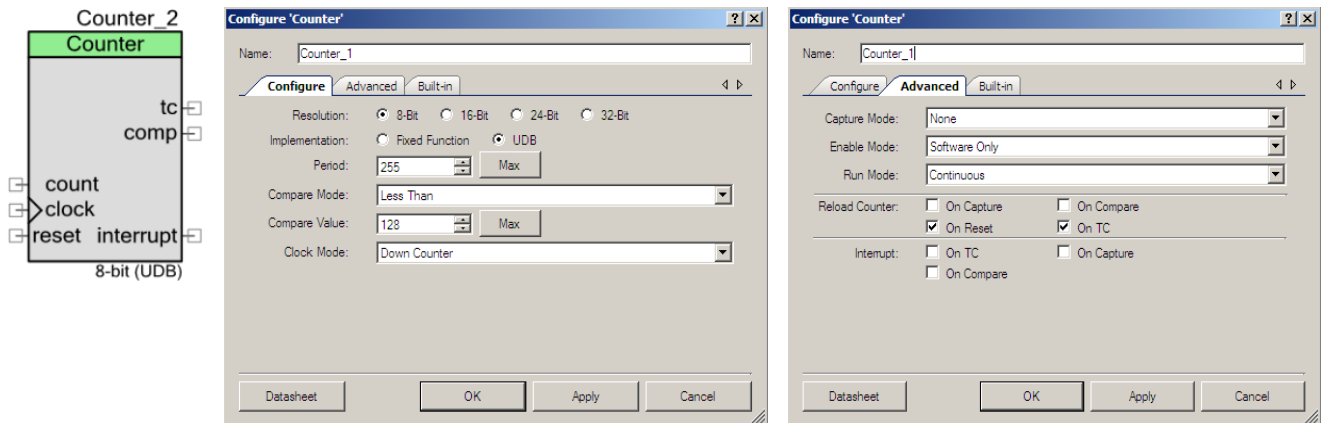 Counter_2
Counter
tc
comp
count
clock
reset interrupt
8-bit (UDB)
Configure 'Counter'
Name: Counter_1
Configure Advanced Built-in
Resolution: 8-Bit 16-Bit 24-Bit 32-Bit
Implementation: Fixed Function UDB
Period: 255 Max
Compare Mode: Less Than
Compare Value: 128 Max
Clock Mode: Down Counter
Datasheet OK Apply Cancel
Configure 'Counter'
Name: Counter_1
Configure Advanced Built-in
Capture Mode: None
Enable Mode: Software Only
Run Mode: Continuous
Reload Counter: On Capture On Compare
On Reset On TC
Interrupt: On TC On Capture
On Compare
Datasheet OK Apply Cancel